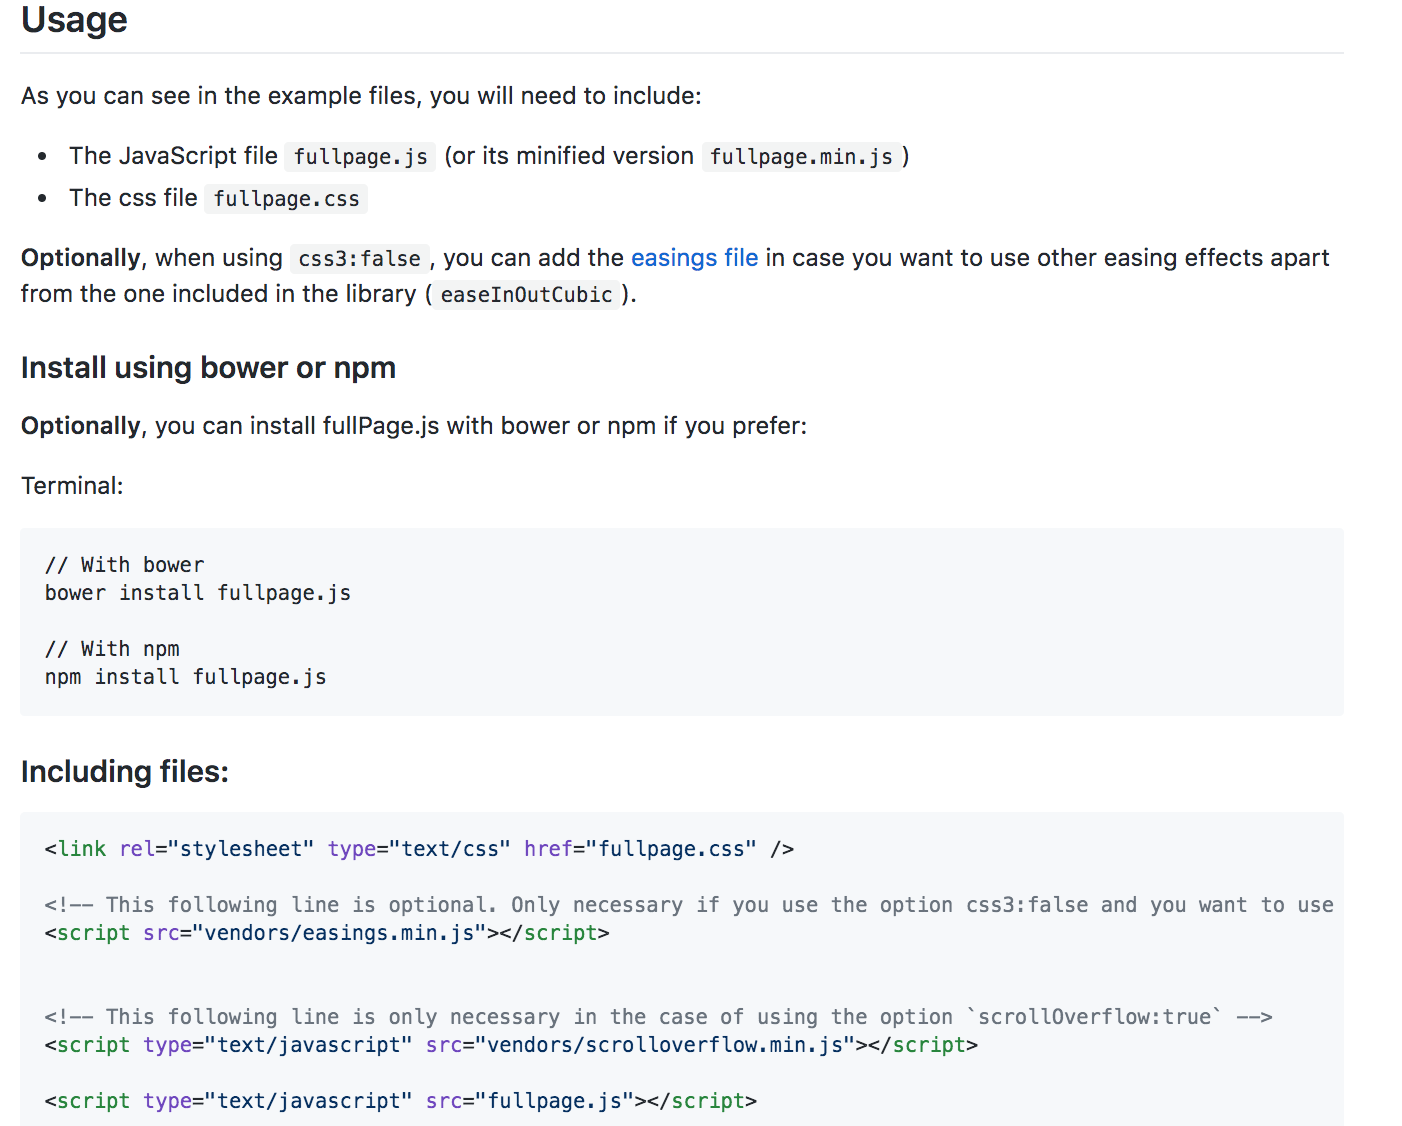 Usage
As you can see in the example files, you will need to include:
• The JavaScript file fullpage.js (or its minified version fullpage.min.js )
• The css file fullpage.css
Optionally, when using css3:false , you can add the easings file in case you want to use other easing effects apart
from the one included in the library ( easeInOutCubic ).
Install using bower or npm
Optionally, you can install fullPage.js with bower or npm if you prefer:
Terminal:
// With bower
bower install fullpage.js
// With npm
npm install fullpage.js
Including files:
<link rel="stylesheet" type="text/css" href="fullpage.css" />
<!-- This following line is optional. Only necessary if you use the option css3:false and you want to use
<script src="vendors/easings.min.js"></script>
<!-- This following line is only necessary in the case of using the option `scrollOverflow:true` -->
<script type="text/javascript" src="vendors/scrolloverflow.min.js"></script>
<script type="text/javascript" src="fullpage.js"></script>